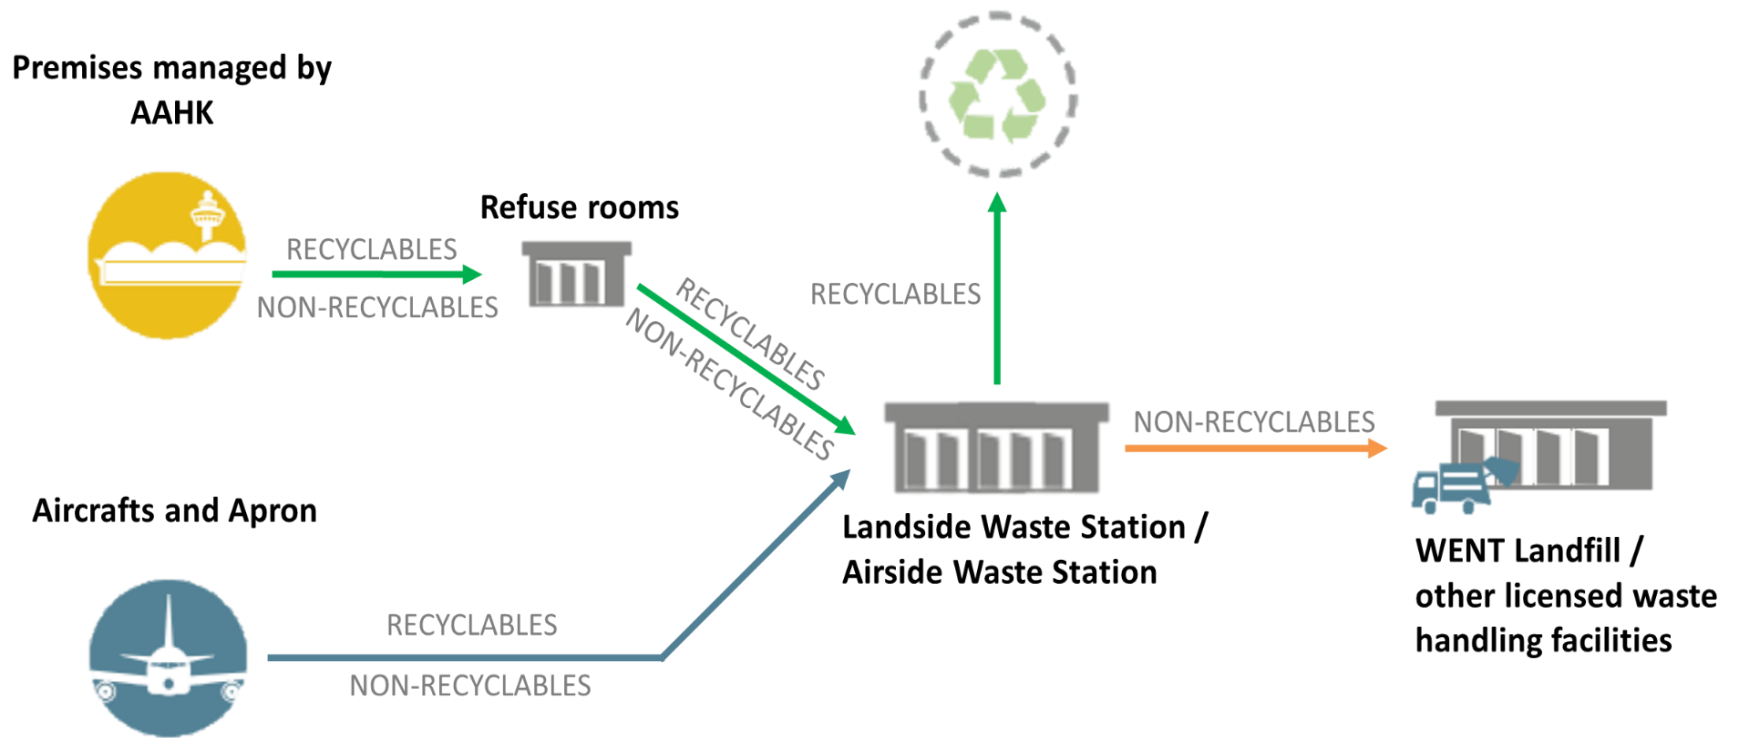 Premises managed by
AAHK
RECYCLABLES
NON-RECYCLABLES
Refuse rooms
RECYCLABLES
NON-RECYCLABLES
RECYCLABLES
NON-RECYCLABLES
Landside Waste Station /
Airside Waste Station
WENT Landfill /
other licensed waste
handling facilities
Aircrafts and Apron
RECYCLABLES
NON-RECYCLABLES